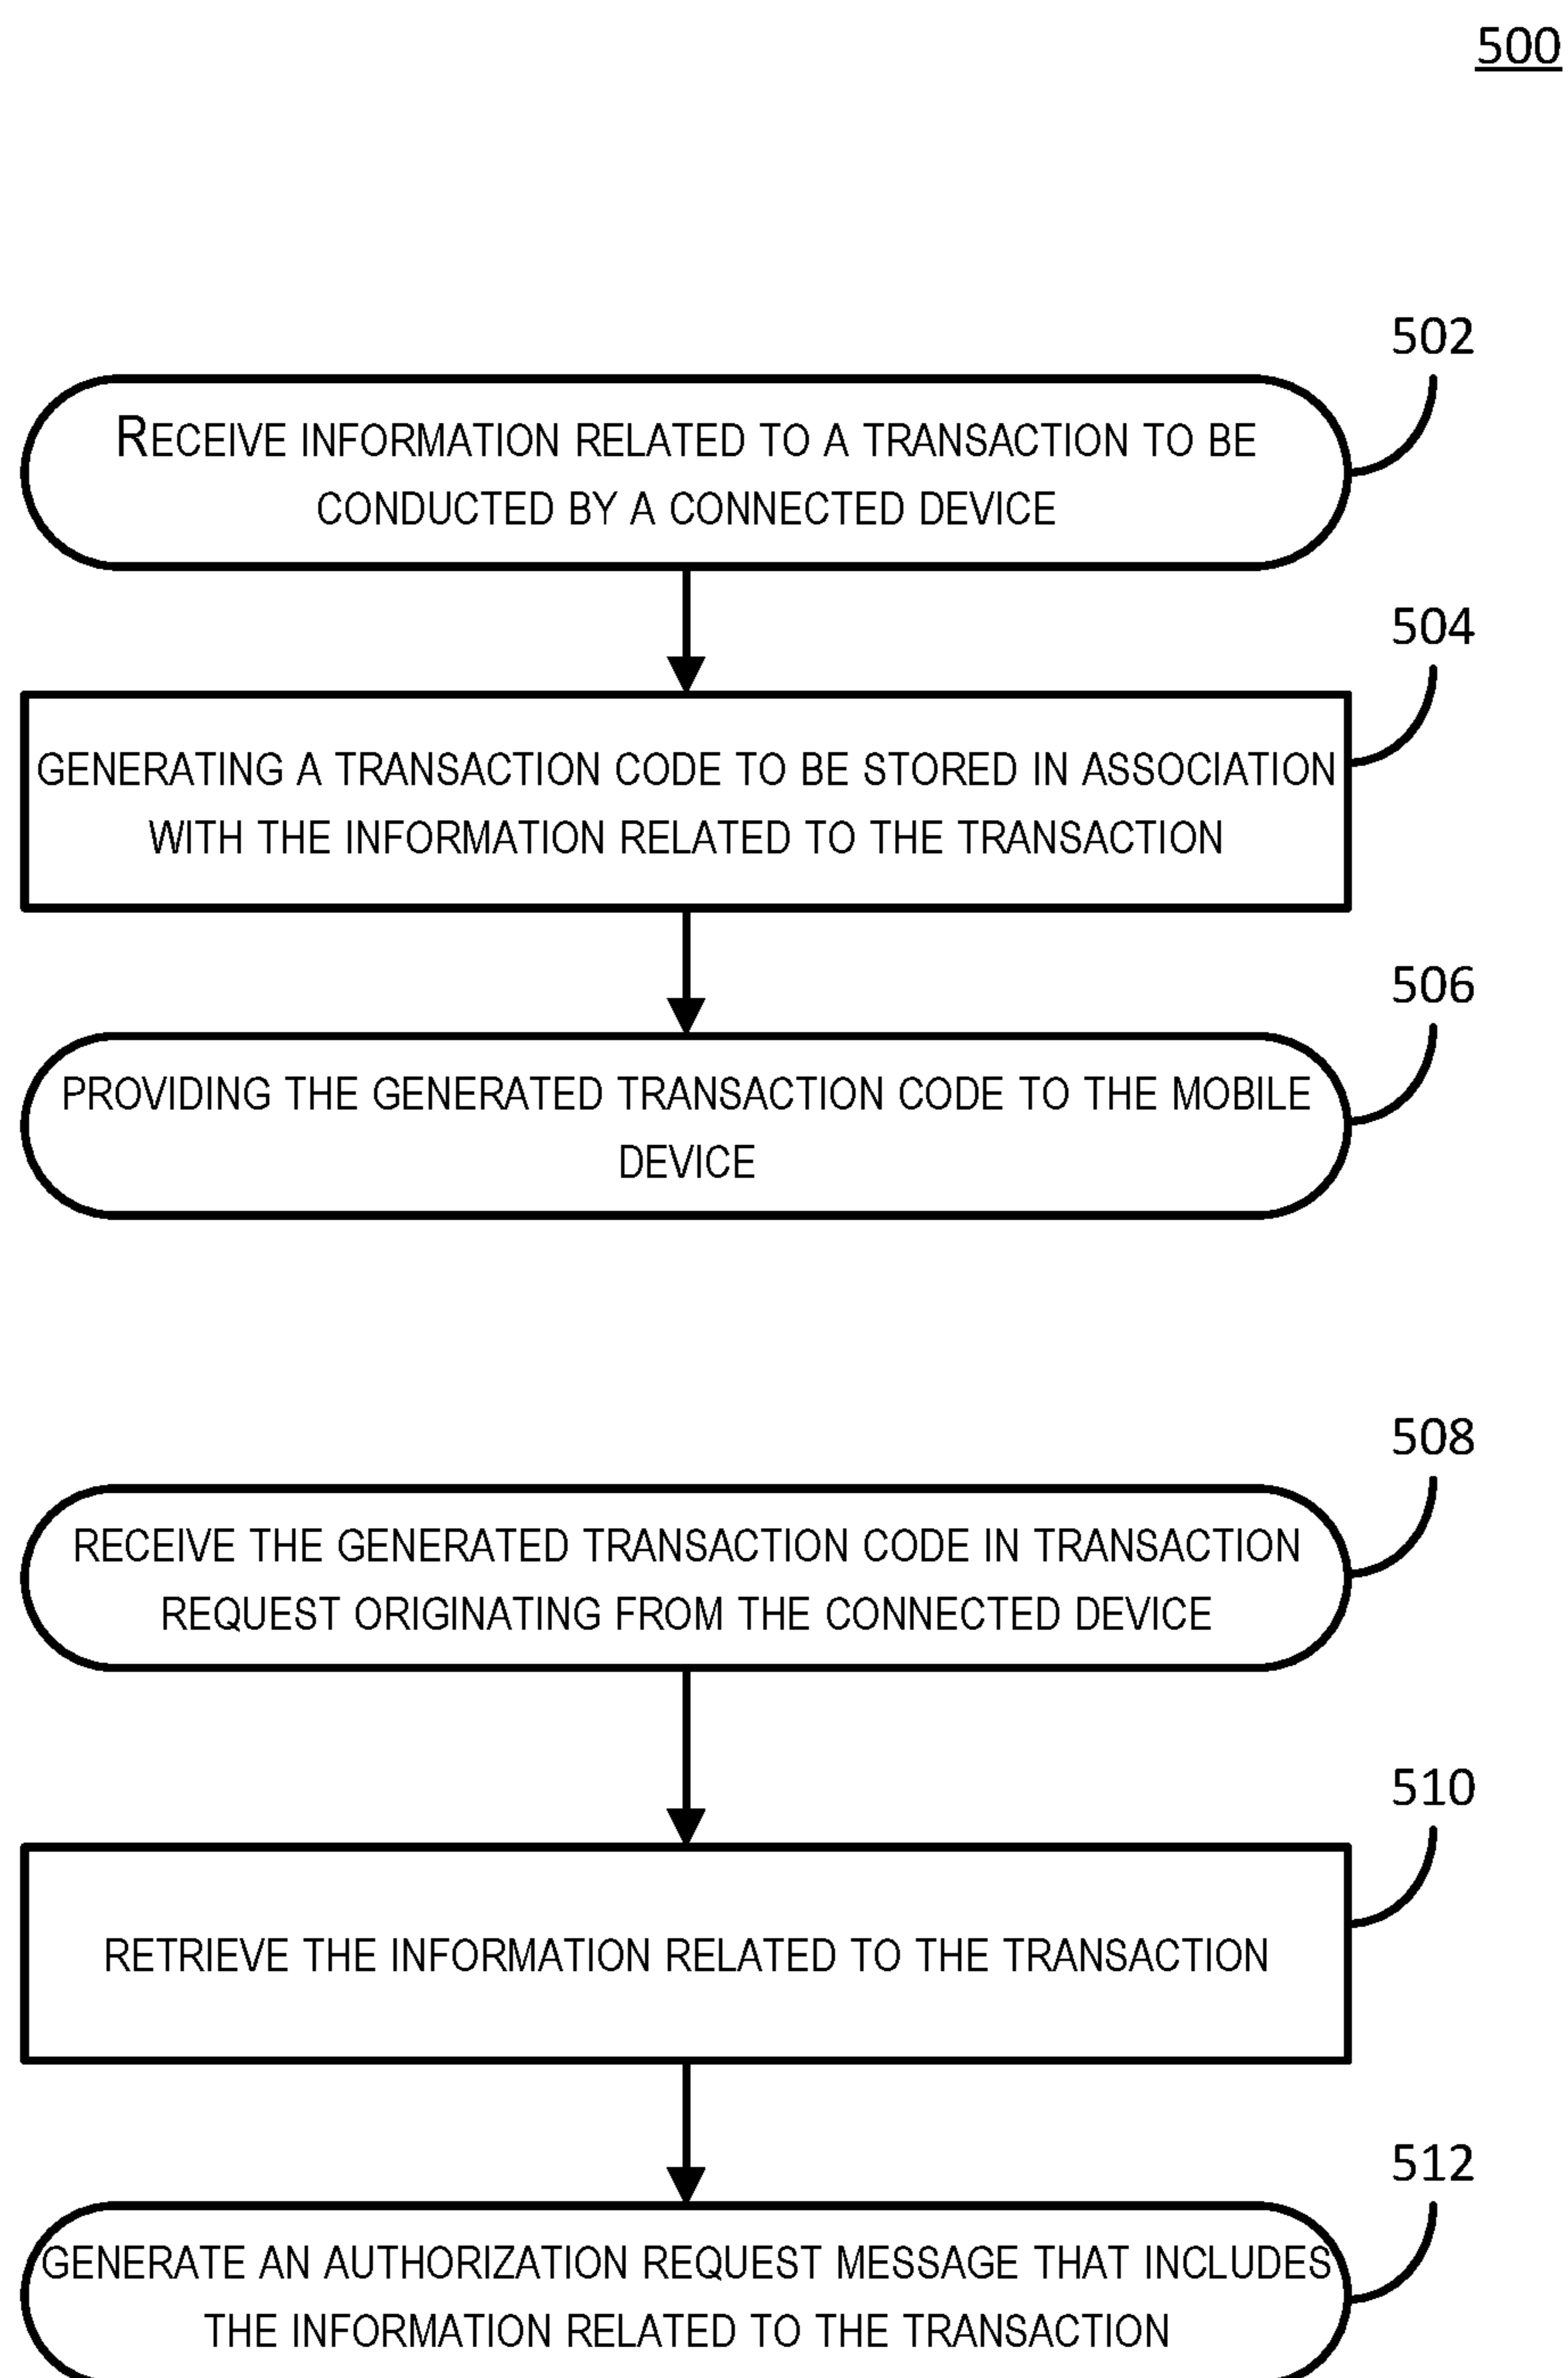 500
502
RECEIVE INFORMATION RELATED TO A TRANSACTION TO BE
CONDUCTED BY A CONNECTED DEVICE
504
GENERATING A TRANSACTION CODE TO BE STORED IN ASSOCIATION
WITH THE INFORMATION RELATED TO THE TRANSACTION
506
PROVIDING THE GENERATED TRANSACTION CODE TO THE MOBILE
DEVICE
508
RECEIVE THE GENERATED TRANSACTION CODE IN TRANSACTION
REQUEST ORIGINATING FROM THE CONNECTED DEVICE
510
RETRIEVE THE INFORMATION RELATED TO THE TRANSACTION
512
GENERATE AN AUTHORIZATION REQUEST MESSAGE THAT INCLUDES
THE INFORMATION RELATED TO THE TRANSACTION